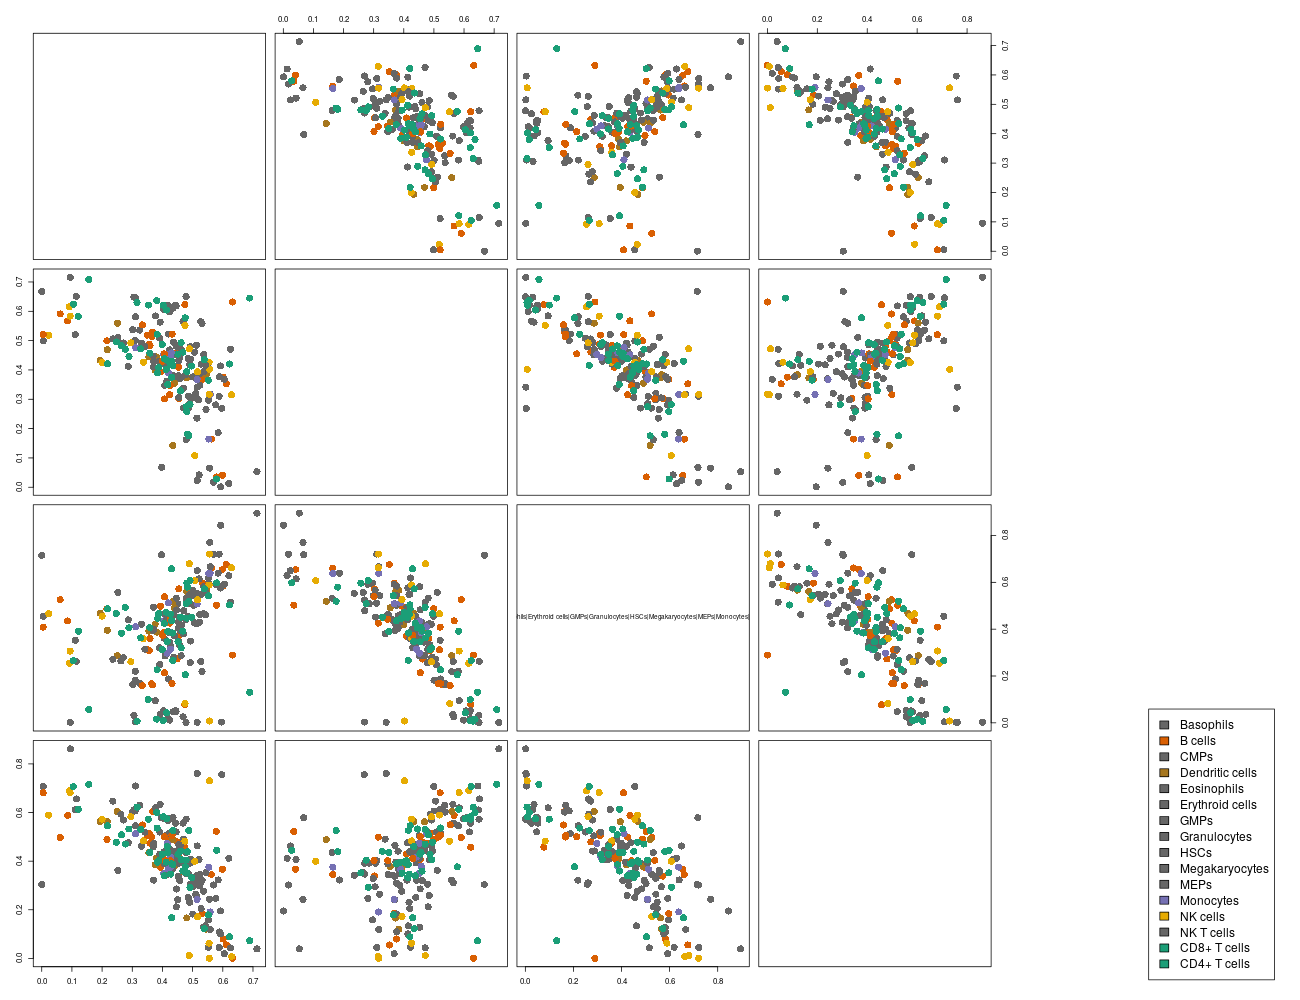 0.0 0.1 0.2 0.3 0.4 0.5 0.6 0.7
0.0 0.2 0.4 0.6 0.8
0.0 0.1 0.2 0.3 0.4 0.5 0.6 0.7
0.0 0.1 0.2 0.3 0.4 0.5 0.6 0.7
0.0 0.2 0.4 0.6 0.8
|Erythroid cells|GMPs|Granulocytes|HSCs|Megakaryocytes|MEPs|Monocytes|
0.0 0.2 0.4 0.6 0.8
0.0 0.1 0.2 0.3 0.4 0.5 0.6 0.7
0.0 0.2 0.4 0.6 0.8
Basophils
B cells
CMPs
Dendritic cells
Eosinophils
Erythroid cells
GMPs
Granulocytes
HSCs
Megakaryocytes
MEPs
Monocytes
NK cells
NK T cells
CD8+ T cells
CD4+ T cells